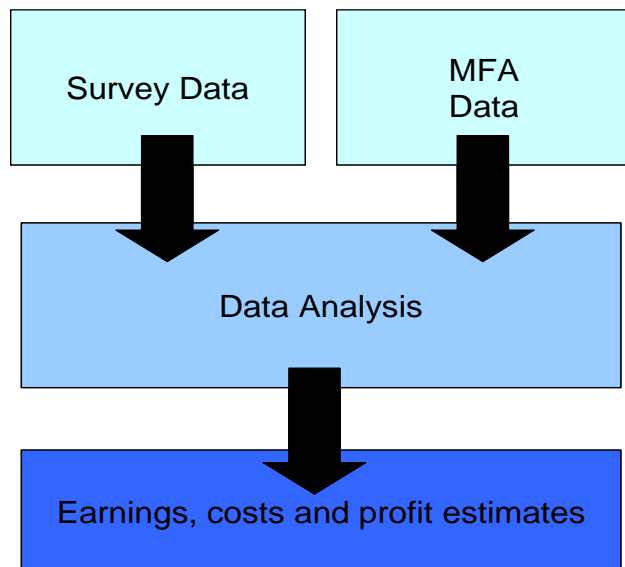 Survey Data
MFA
Data
Data Analysis
Earnings, costs and profit estimates